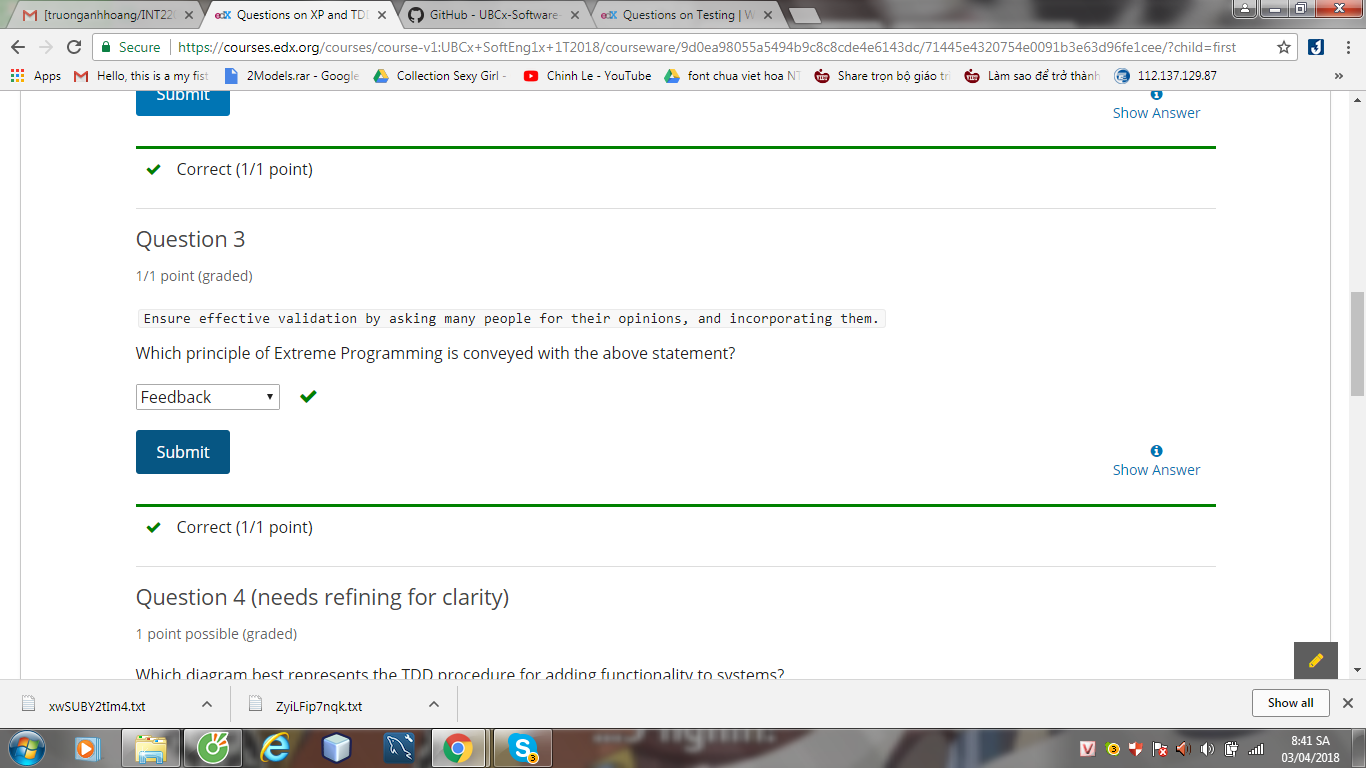 [truonganhhoang/INT220
Questions on XP and TDD
GitHub - UBCx-Software-
Questions on Testing | W
Secure
https://courses.edx.org/courses/course-v1:UBCx+SoftEng1x+1T2018/courseware/9d0ea98055a5494b9c8c8cde4e6143dc/71445e4320754e0091b3e63d96fe1cee/?child=first
Apps
Hello, this is a my fist
2Models.rar - Google
Collection Sexy Girl -
Chinh Le - YouTube
font chua viet hoa NT
Share trọn bộ giáo tri
Làm sao để trở thành
112.137.129.87
»
Submit
Show Answer
Correct (1/1 point)
Question 3
1/1 point (graded)
Ensure effective validation by asking many people for their opinions, and incorporating them.
Which principle of Extreme Programming is conveyed with the above statement?
Feedback
Submit
Show Answer
Correct (1/1 point)
Question 4 (needs refining for clarity)
1 point possible (graded)
Which diagram best represents the TDD procedure for adding functionality to systems?
xwSUBY2tIm4.txt
ZyiLFip7nqk.txt
Show all
8:41 SA
03/04/2018